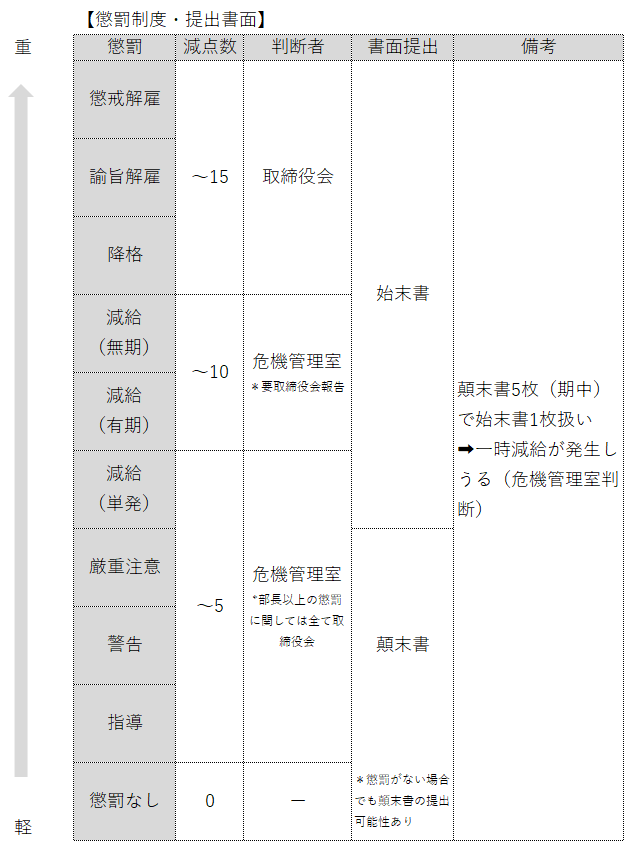 【懲罰制度・提出書面】
重
懲罰
減点数
判断者
書面提出
備考
懲戒解雇
諭旨解雇
～15
取締役会
降格
始末書
減給
（無期）
～10
危機管理室
＊要取締役会報告
減給
（有期）
顛末書5枚（期中）
で始末書1枚扱い
➡一時減給が発生し
うる（危機管理室判
断）
減給
（単発）
厳重注意
～5
危機管理室
*部長以上の懲罰
に関しては全て取
締役会
警告
顛末書
指導
懲罰なし
0
－
＊懲罰がない場合
でも顛末書の提出
可能性あり
軽